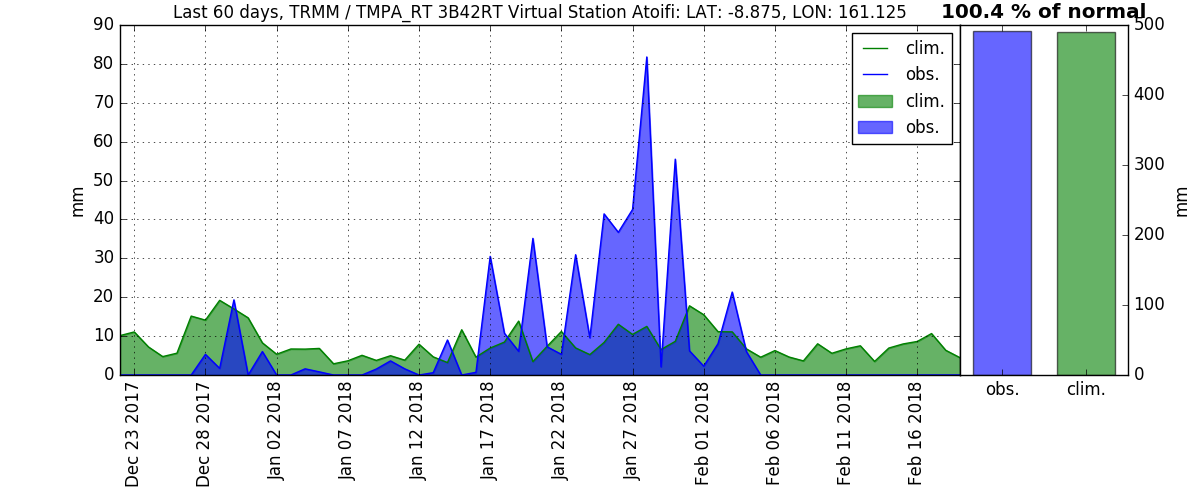 Last 60 days, TRMM / TMPA_RT 3B42RT Virtual Station Atoifi: LAT: -8.875, LON: 161.125
100.4 % of normal
90
80
70
60
50
40
30
20
10
0
mm
clim.
obs.
clim.
obs.
500
400
300
200
100
0
mm
Dec 23 2017
Dec 28 2017
Jan 02 2018
Jan 07 2018
Jan 12 2018
Jan 17 2018
Jan 22 2018
Jan 27 2018
Feb 01 2018
Feb 06 2018
Feb 11 2018
Feb 16 2018
obs.
clim.